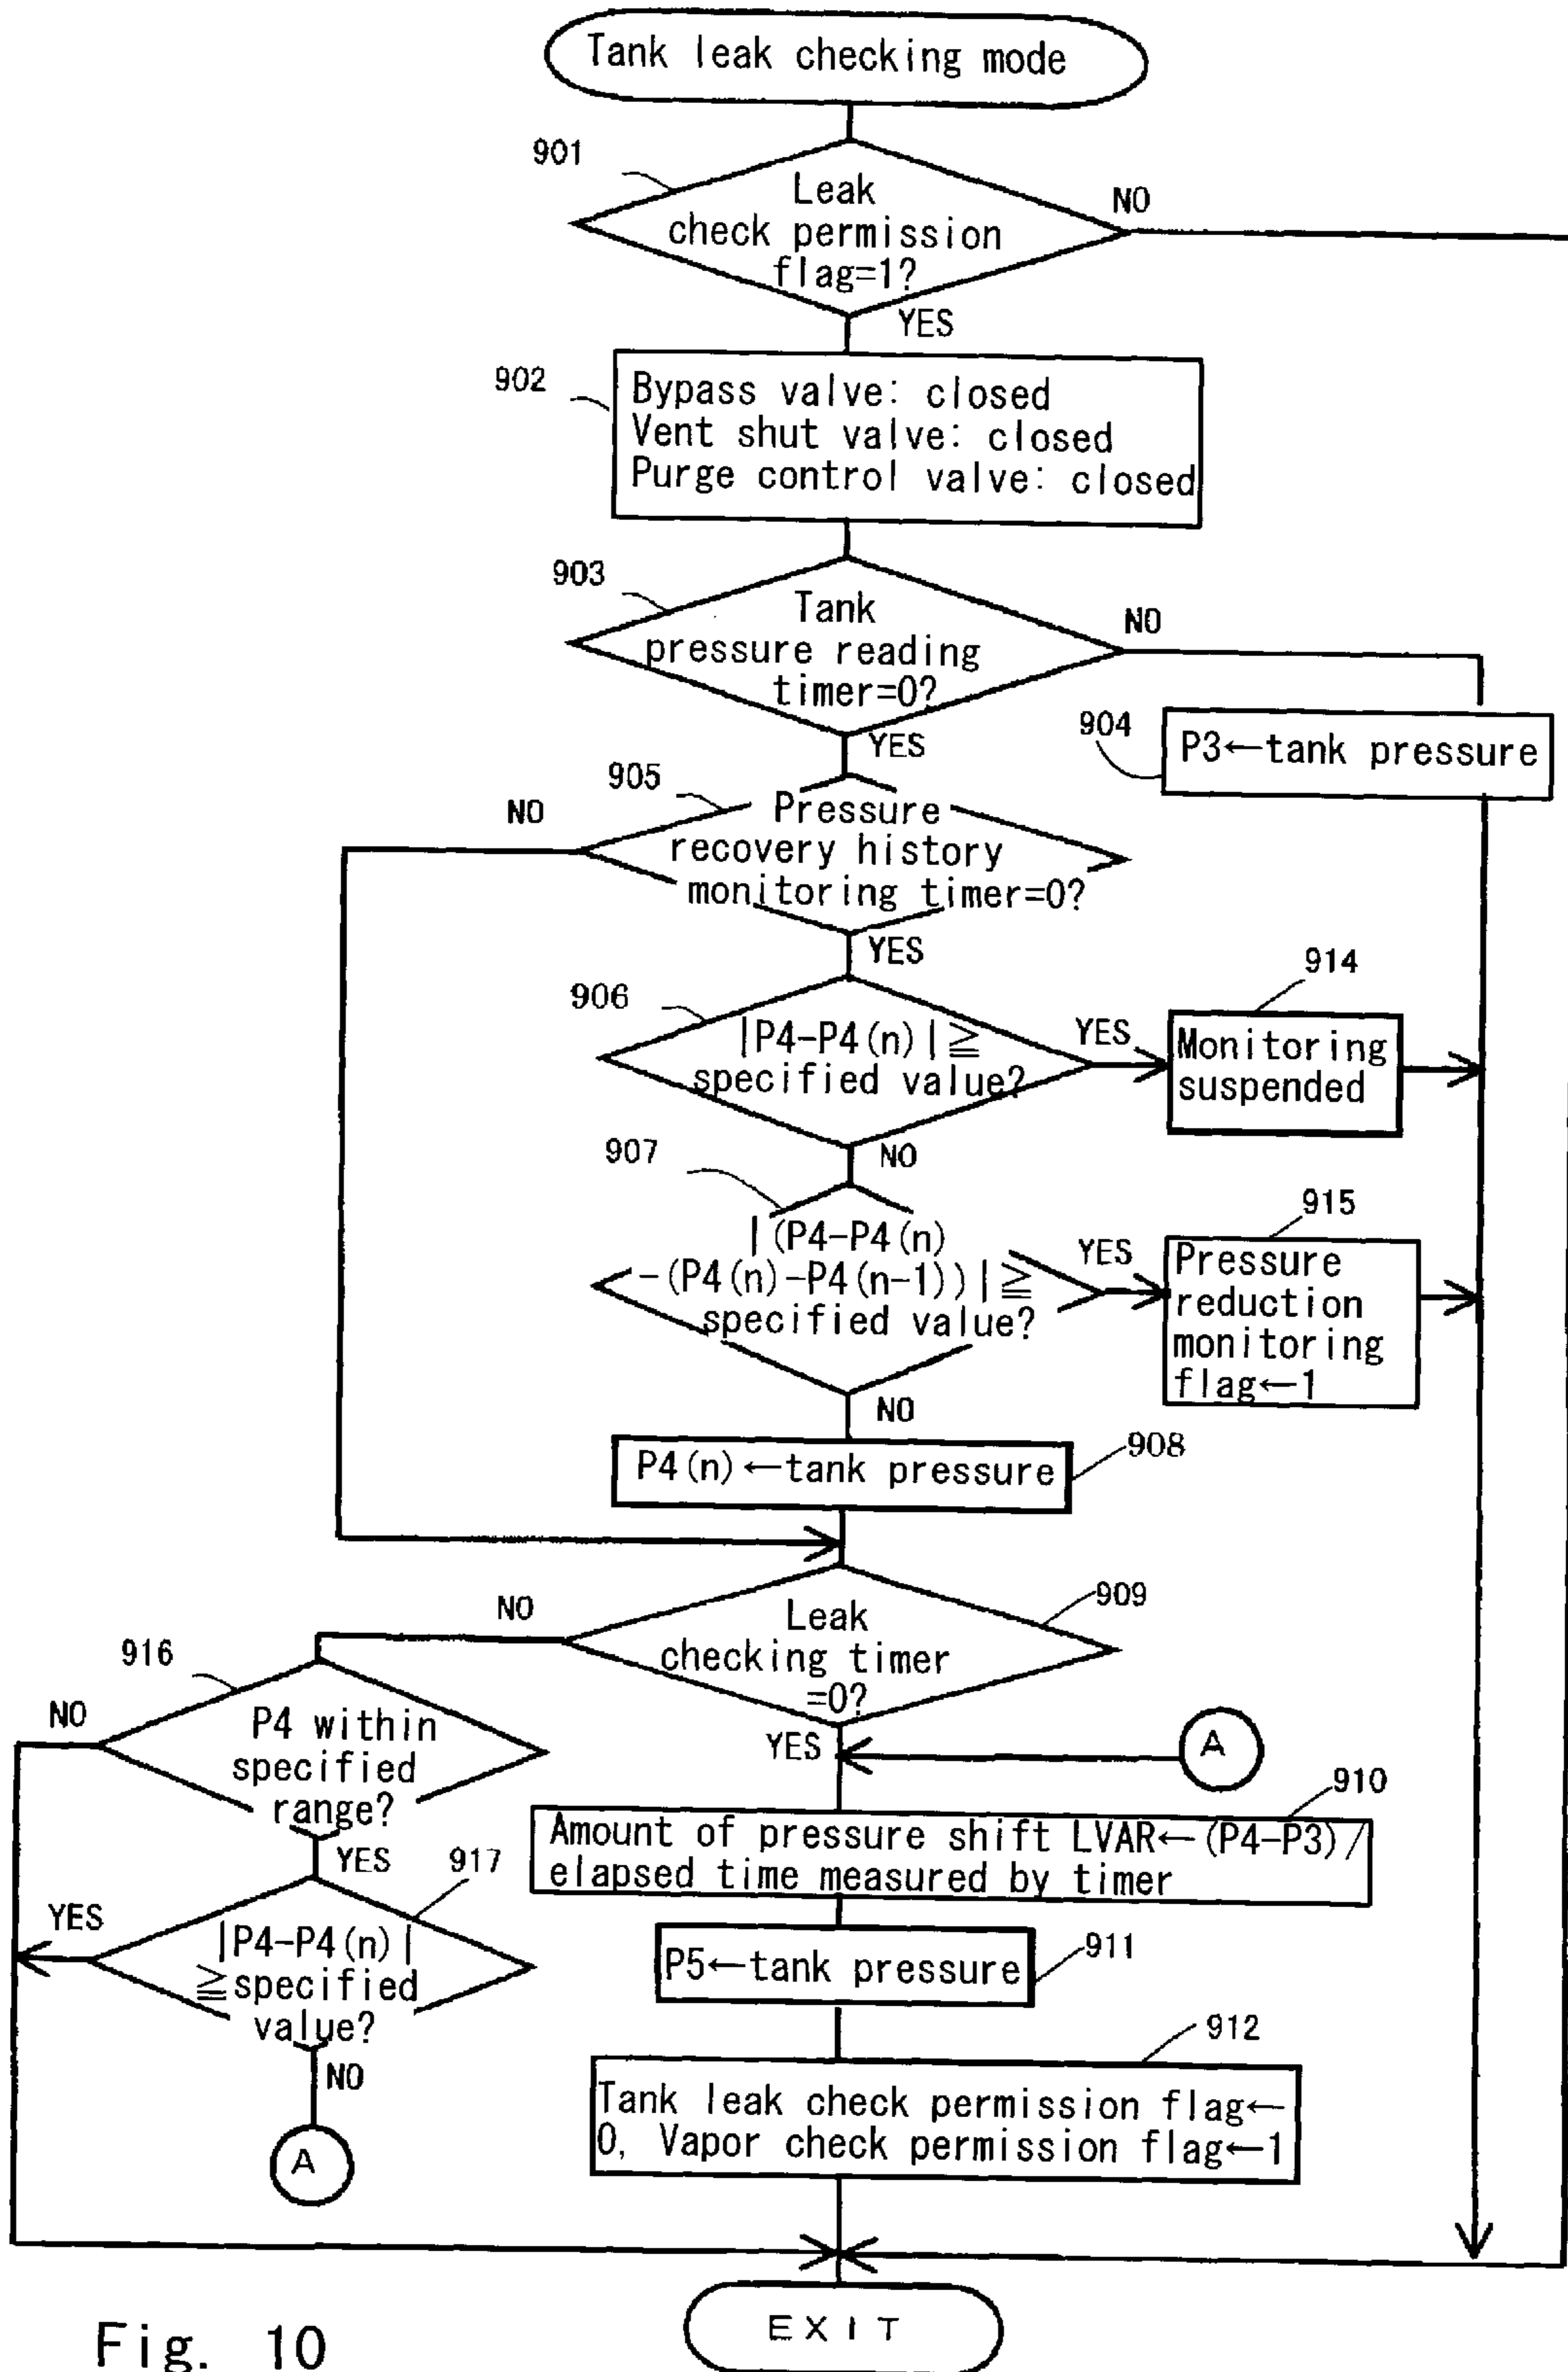 Tank leak checking mode
901
Leak
check permission
flag=1?
NO
YES
902
Bypass valve: closed
Vent shut valve: closed
Purge control valve: closed
903
Tank
pressure reading
timer=0?
NO
YES
904
P3←tank pressure
905
NO
Pressure
recovery history
monitoring timer=0?
YES
906
|P4-P4(n)|≧
specified value?
YES
914
Monitoring
suspended
NO
907
|(P4-P4(n)
-(P4(n)-P4(n-1))|≧
specified value?
YES
915
Pressure
reduction
monitoring
flag←1
NO
P4(n)←tank pressure
908
909
NO
Leak
checking timer
=0?
YES
916
NO
P4 within
specified
range?
YES
A
910
Amount of pressure shift LVAR←(P4-P3)/
elapsed time measured by timer
917
YES
|P4-P4(n)|
≧specified
value?
NO
A
P5←tank pressure
911
912
Tank leak check permission flag←
0, Vapor check permission flag←1
EXIT
Fig. 10